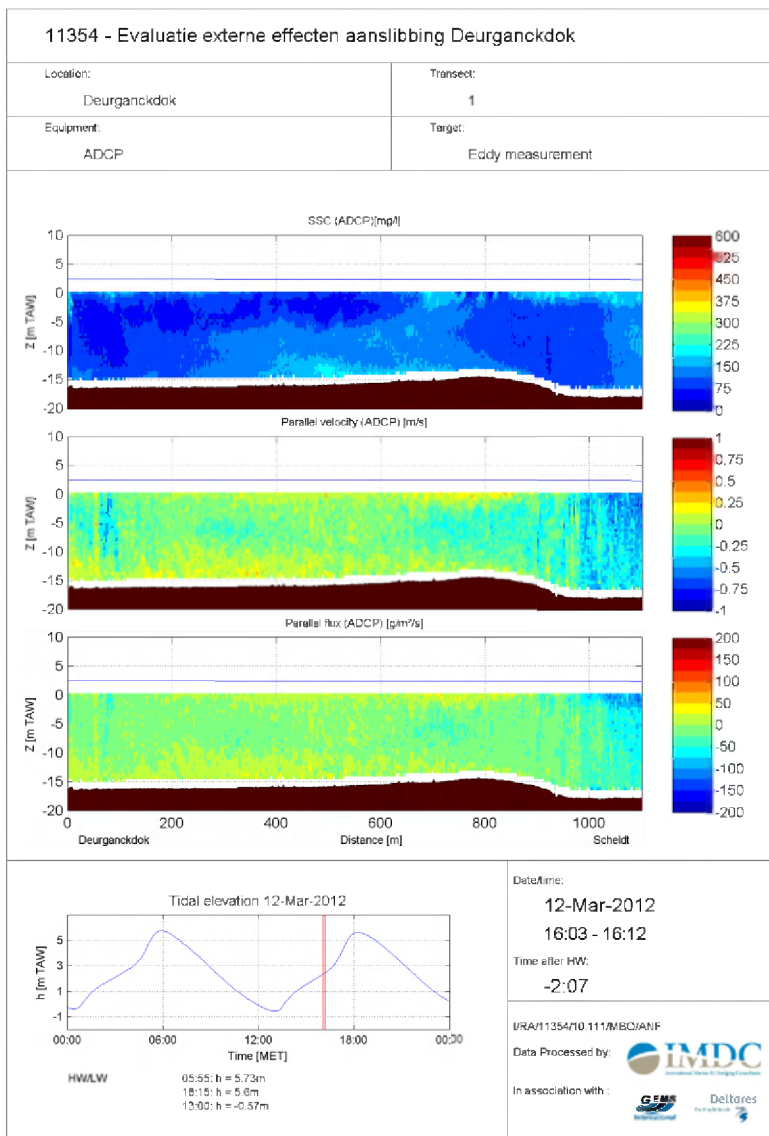 11354 - Evaluatie externe effecten aanslibbing Deurganckdok
Location:
Deurganckdok
Transect:
1
Equipment:
ADCP
Target:
Eddy measurement
SSC (ADCP)[mg/l]
10
5
0
-5
-10
-15
-20
Z [m TAW]
600
525
450
375
300
225
150
75
0
Parallel velocity (ADCP) [m/s]
10
5
0
-5
-10
-15
-20
Z [m TAW]
1
0.75
0.5
0.25
0
-0.25
-0.5
-0.75
-1
Parallel flux (ADCP) [g/m²/s]
10
5
0
-5
-10
-15
-20
Z [m TAW]
200
150
100
50
0
-50
-100
-150
-200
0 200 400 600 800 1000
Deurganckdok Distance [m] Scheldt
Tidal elevation 12-Mar-2012
h [m TAW]
5
3
1
-1
00:00 06:00 12:00 18:00 00:00
Time [MET]
HW/LW
05:55: h = 5.73m
18:15: h = 5.6m
13:00: h = -0.57m
Date/time:
12-Mar-2012
16:03 - 16:12
Time after HW:
-2:07
I/RA/11354/10.111/MBO/ANF
Data Processed by:
IMDC
In association with :
GEMS
International
Deltares